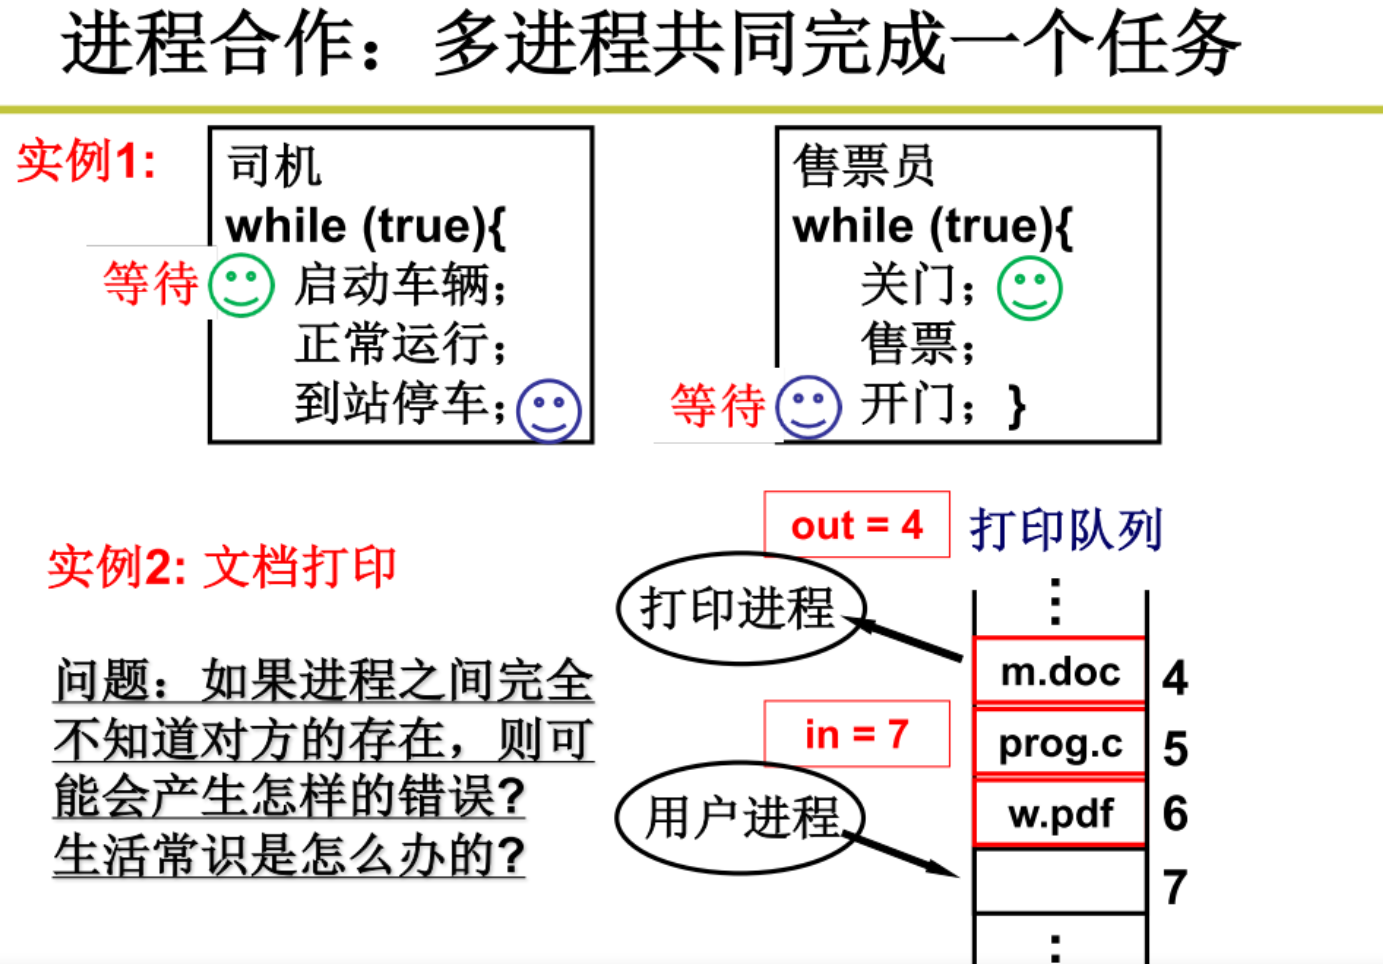 进程合作：多进程共同完成一个任务
实例1:
司机
while (true){
等待 启动车辆；
正常运行；
到站停车；
售票员
while (true){
关门；
售票；
等待 开门；}
实例2: 文档打印
问题：如果进程之间完全
不知道对方的存在，则可
能会产生怎样的错误?
生活常识是怎么办的?
out = 4
打印队列
打印进程
m.doc 4
in = 7
prog.c 5
用户进程
w.pdf 6
7